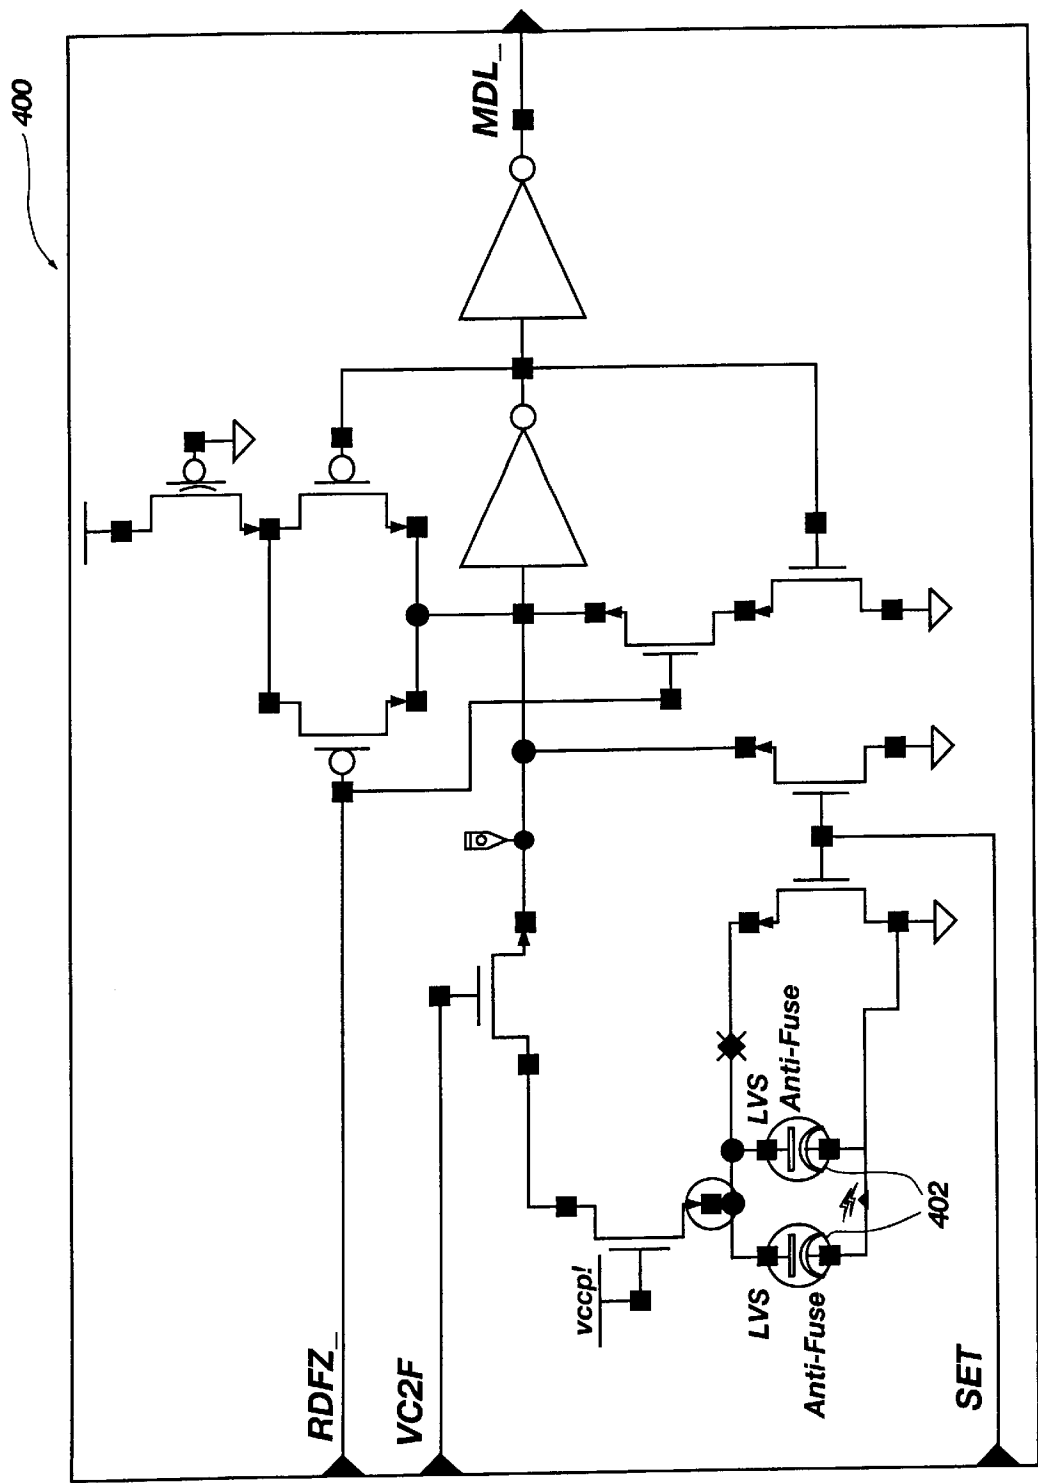 400
MDL_
RDFZ_
VC2F
vccp!
LVS
Anti-Fuse
LVS
Anti-Fuse
402
SET